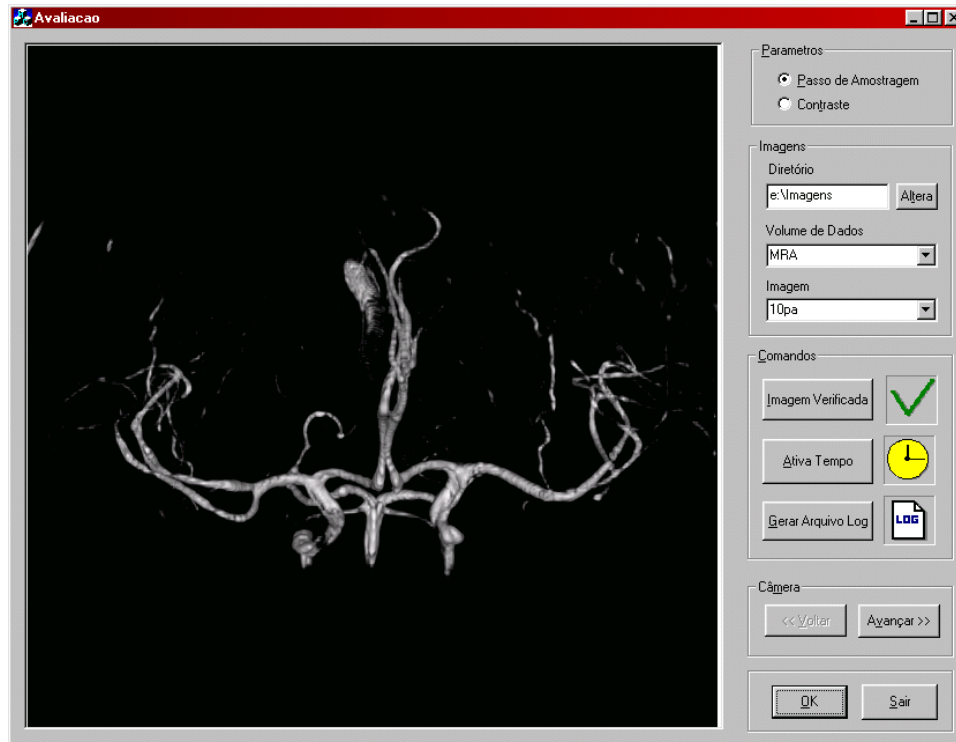 Avaliacao
Parametros
Passo de Amostragem
Contraste
Imagens
Diretório
e:\Imagens
Altera
Volume de Dados
MRA
Imagem
10pa
Comandos
Imagem Verificada
Ativa Tempo
Gerar Arquivo Log
LOG
Câmera
<< Voltar
Avançar >>
OK
Sair